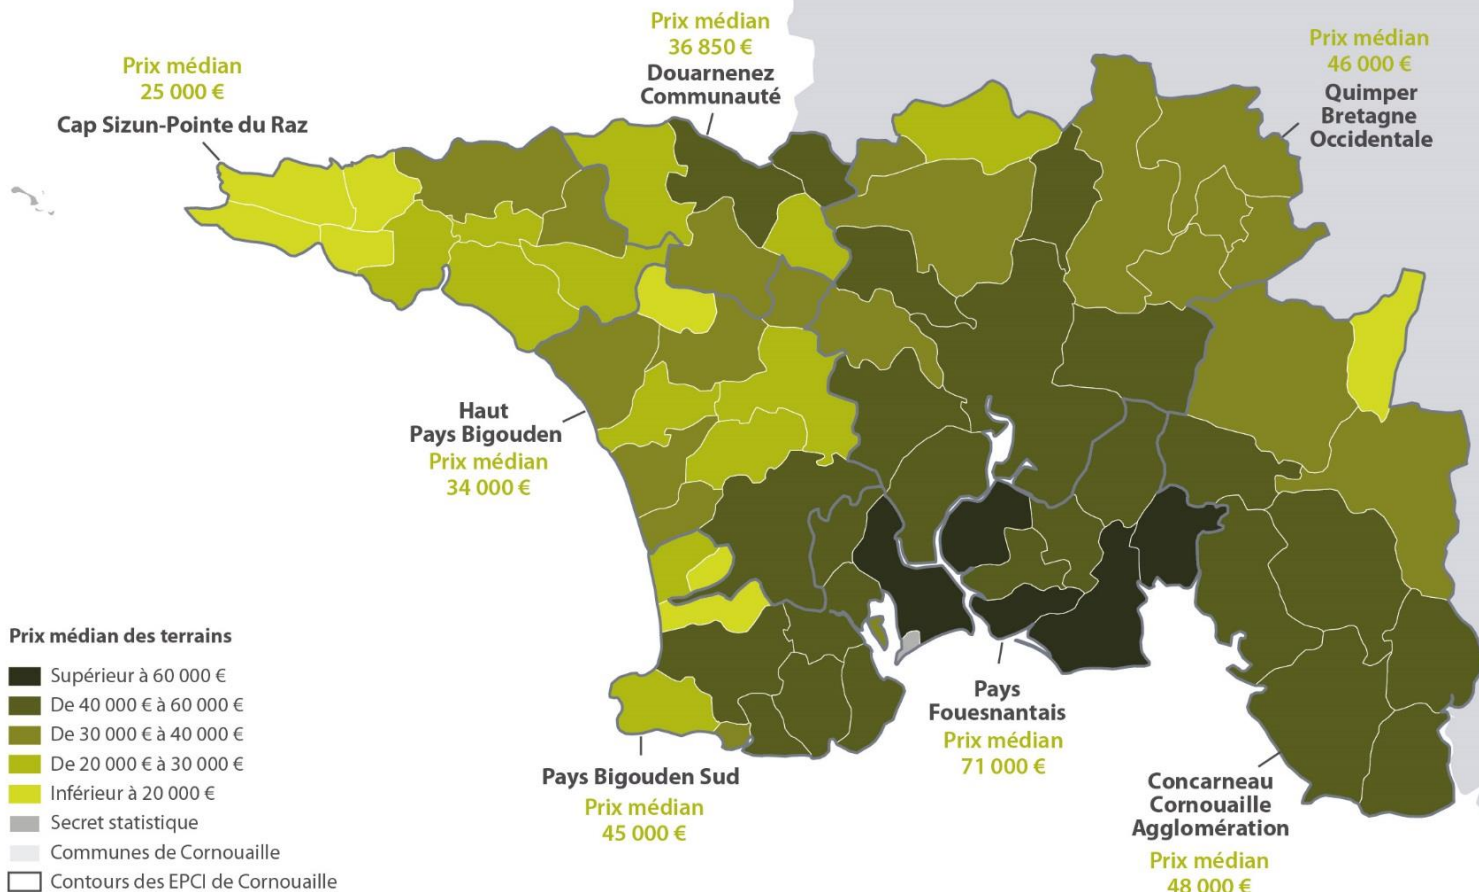 Prix médian
36 850 €
Douarnenez
Communauté
Prix médian
46 000 €
Quimper
Bretagne
Occidentale
Prix médian
25 000 €
Cap Sizun-Pointe du Raz
Haut
Pays Bigouden
Prix médian
34 000 €
Prix médian des terrains
Supérieur à 60 000 €
De 40 000 € à 60 000 €
De 30 000 € à 40 000 €
De 20 000 € à 30 000 €
Inférieur à 20 000 €
Secret statistique
Communes de Cornouaille
Contours des EPCI de Cornouaille
Pays Bigouden Sud
Prix médian
45 000 €
Pays
Fouesnantais
Prix médian
71 000 €
Concarneau
Cornouaille
Agglomération
Prix médian
48 000 €